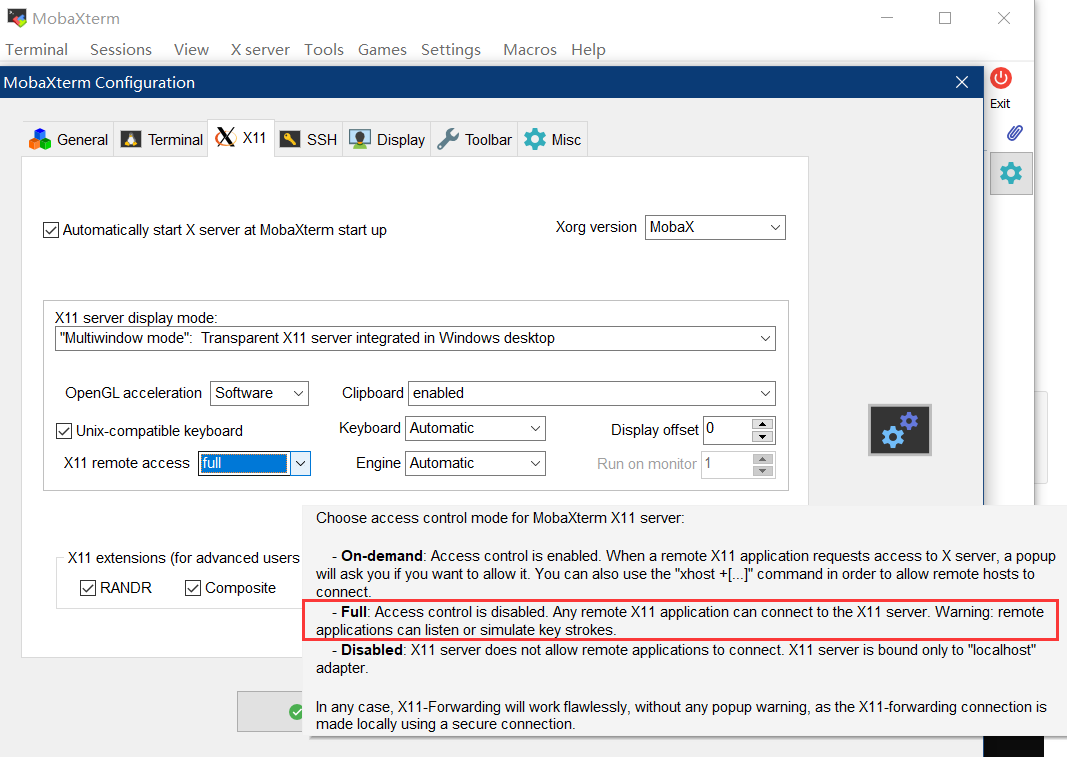 MobaXterm
Terminal Sessions View X server Tools Games Settings Macros Help
MobaXterm Configuration
Exit
General Terminal X11 SSH Display Toolbar Misc
Automatically start X server at MobaXterm start up
Xorg version MobaX
X11 server display mode:
"Multiwindow mode": Transparent X11 server integrated in Windows desktop
OpenGL acceleration Software Clipboard enabled
Unix-compatible keyboard Keyboard Automatic Display offset 0
X11 remote access full Engine Automatic Run on monitor 1
X11 extensions (for advanced users
RANDR Composite
Choose access control mode for MobaXterm X11 server:
- On-demand: Access control is enabled. When a remote X11 application requests access to X server, a popup
will ask you if you want to allow it. You can also use the "xhost +[...]" command in order to allow remote hosts to
connect.
- Full: Access control is disabled. Any remote X11 application can connect to the X11 server. Warning: remote
applications can listen or simulate key strokes.
- Disabled: X11 server does not allow remote applications to connect. X11 server is bound only to "localhost"
adapter.
In any case, X11-Forwarding will work flawlessly, without any popup warning, as the X11-forwarding connection is
made locally using a secure connection.